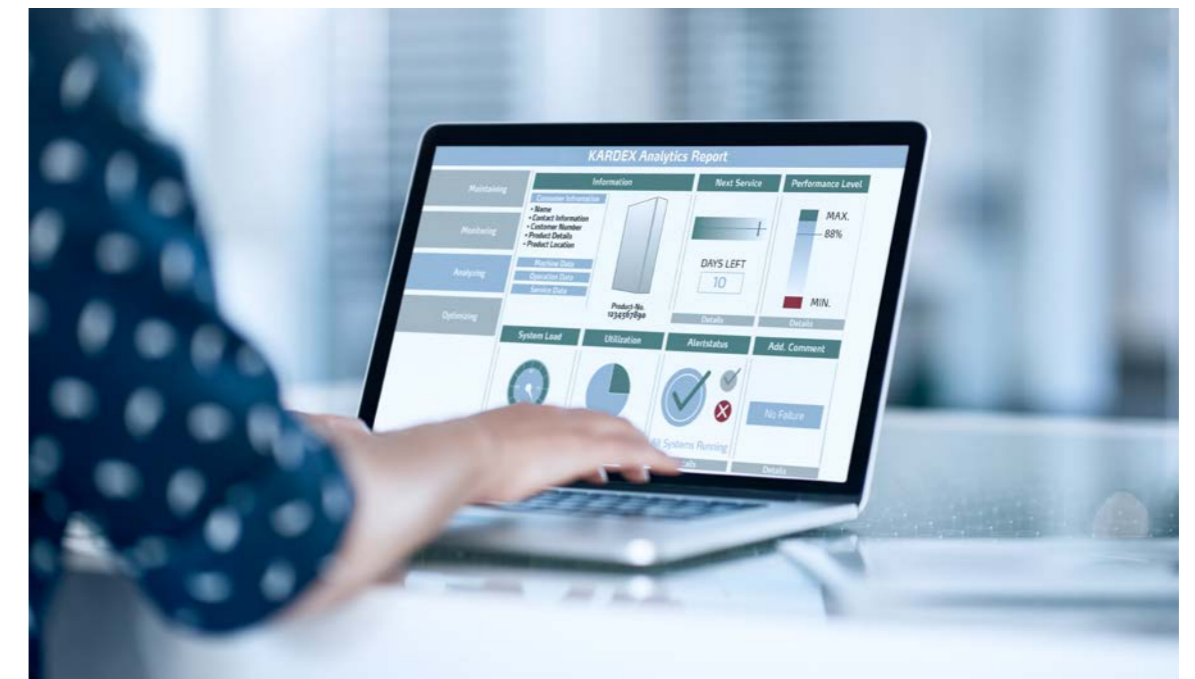 KARDEX Analytics Report
Maintaining
Monitoring
Analyzing
Optimizing
Information
Customer Information
• Name
• Contact Information
• Customer Number
• Product Details
• Product Location
Machine Data
Operation Data
Service Data
Product-No.
1234567890
Next Service
DAYS LEFT
10
Details
Performance Level
MAX.
88%
MIN.
Details
System Load
Utilization
Alertstatus
All Systems Running
Add. Comment
No Failure
Details